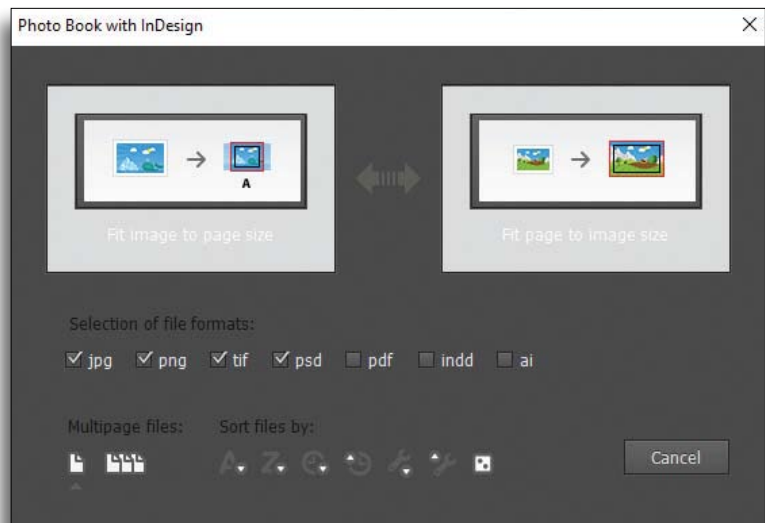 Photo Book with InDesign
A
Fit image to page size
Fit page to image size
Selection of file formats:
jpg png tif psd pdf indd ai
Multipage files: Sort files by:
A Z
Cancel